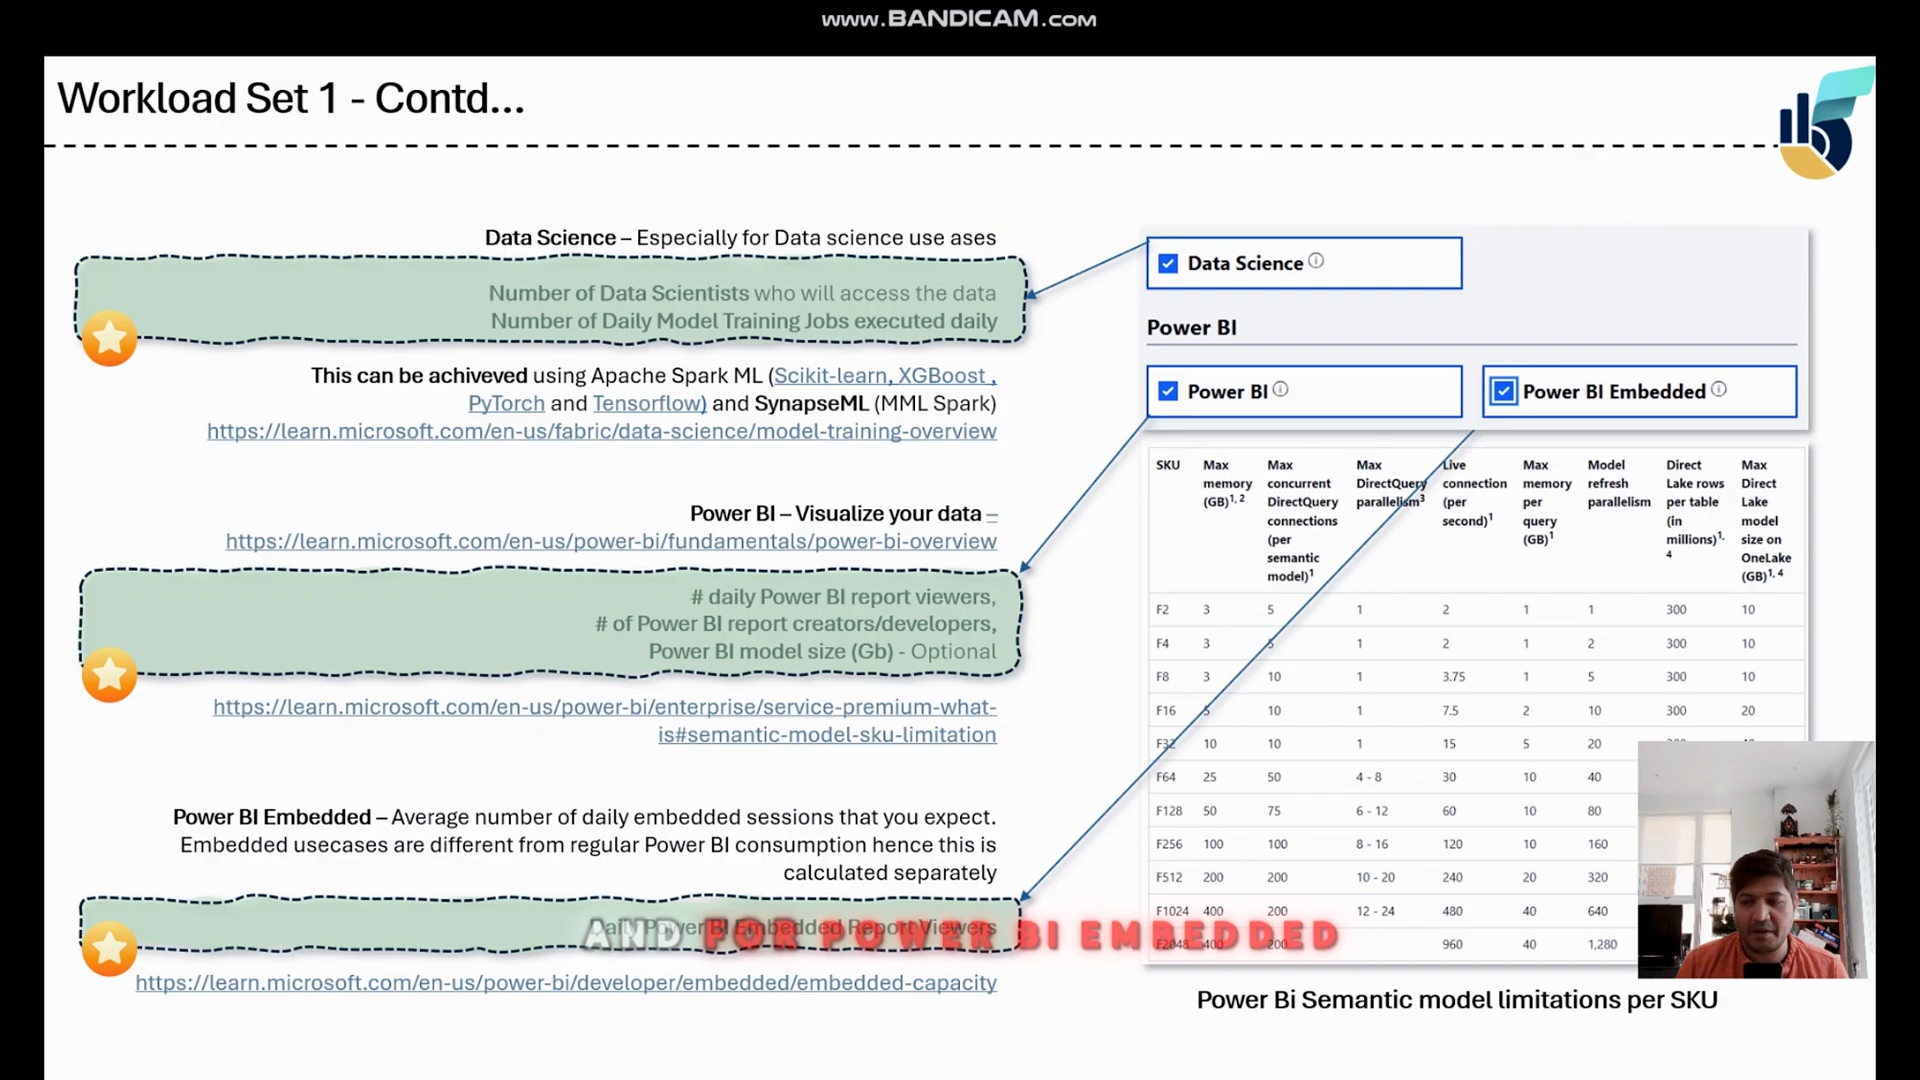 www.BANDICAM.com
Workload Set 1 - Contd...
Data Science – Especially for Data science use ases
Number of Data Scientists who will access the data
Number of Daily Model Training Jobs executed daily
This can be achiveved using Apache Spark ML (Scikit-learn, XGBoost ,
PyTorch and Tensorflow) and SynapseML (MML Spark)
https://learn.microsoft.com/en-us/fabric/data-science/model-training-overview
Power BI – Visualize your data –
https://learn.microsoft.com/en-us/power-bi/fundamentals/power-bi-overview
# daily Power BI report viewers,
# of Power BI report creators/developers,
Power BI model size (Gb) - Optional
https://learn.microsoft.com/en-us/power-bi/enterprise/service-premium-what-
is#semantic-model-sku-limitation
Power BI Embedded – Average number of daily embedded sessions that you expect.
Embedded usecases are different from regular Power BI consumption hence this is
calculated separately
Daily Power BI Embedded Report Viewers
AND FOR POWER BI EMBEDDED
https://learn.microsoft.com/en-us/power-bi/developer/embedded/embedded-capacity
Data Science
Power BI
Power BI
Power BI Embedded
SKU Max memory (GB)1, 2 Max concurrent DirectQuery connections (per semantic model)1 Max DirectQuery parallelism3 Live connection (per second)1 Max memory per query (GB)1 Model refresh parallelism Direct Lake rows per table (in millions)1, 4 Max Direct Lake model size on OneLake (GB)1, 4
F2 3 5 1 2 1 1 300 10
F4 3 5 1 2 1 2 300 10
F8 3 10 1 3.75 1 5 300 10
F16 5 10 1 7.5 2 10 300 20
F32 10 10 1 15 5 20
F64 25 50 4 - 8 30 10 40
F128 50 75 6 - 12 60 10 80
F256 100 100 8 - 16 120 10 160
F512 200 200 10 - 20 240 20 320
F1024 400 200 12 - 24 480 40 640
F2048 400 200 960 40 1,280
Power Bi Semantic model limitations per SKU